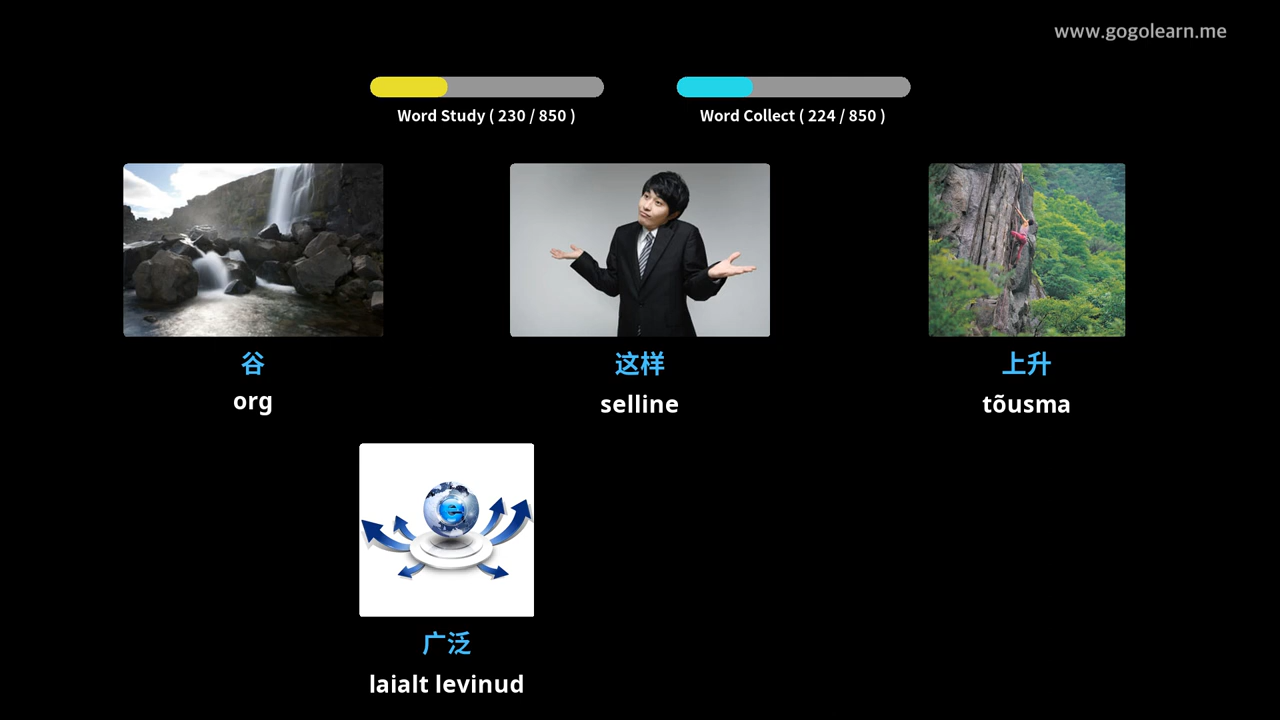 www.gogolearn.me
Word Study ( 230 / 850 )
Word Collect ( 224 / 850 )
谷
org
这样
selline
上升
tõusma
e
广泛
laialt levinud